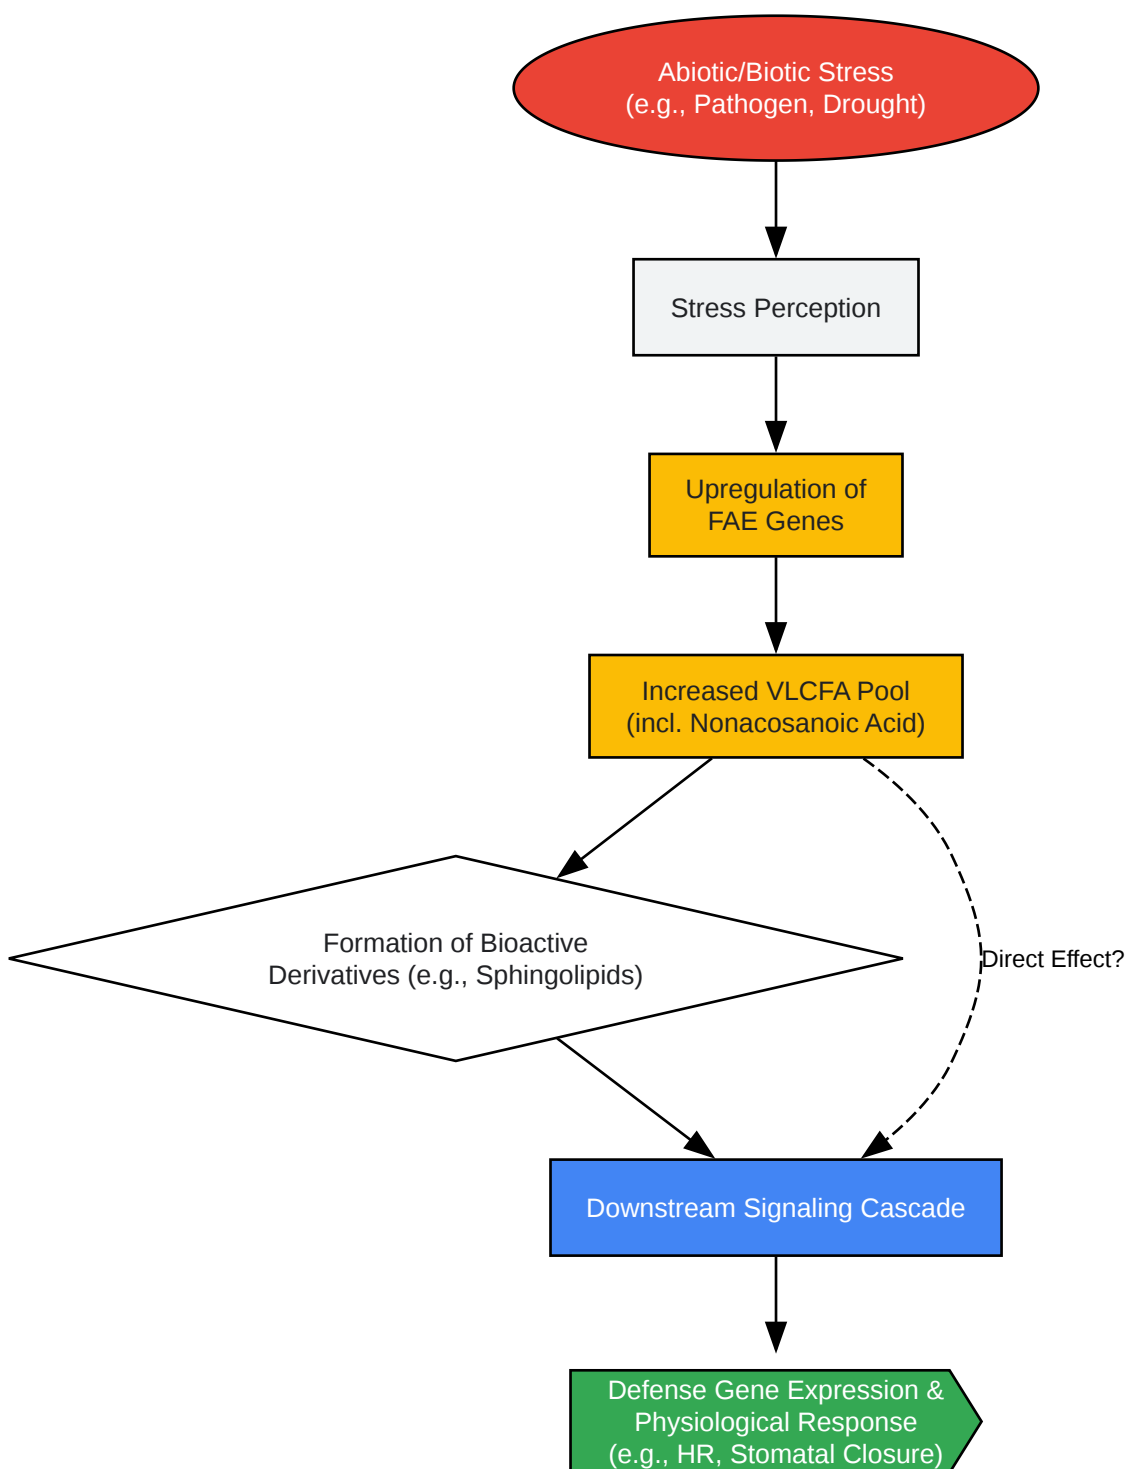 Abiotic/Biotic Stress
(e.g., Pathogen, Drought)
Stress Perception
Upregulation of
FAE Genes
Increased VLCFA Pool
(incl. Nonacosanoic Acid)
Formation of Bioactive
Derivatives (e.g., Sphingolipids)
Direct Effect?
Downstream Signaling Cascade
Defense Gene Expression &
Physiological Response
(e.g., HR, Stomatal Closure)